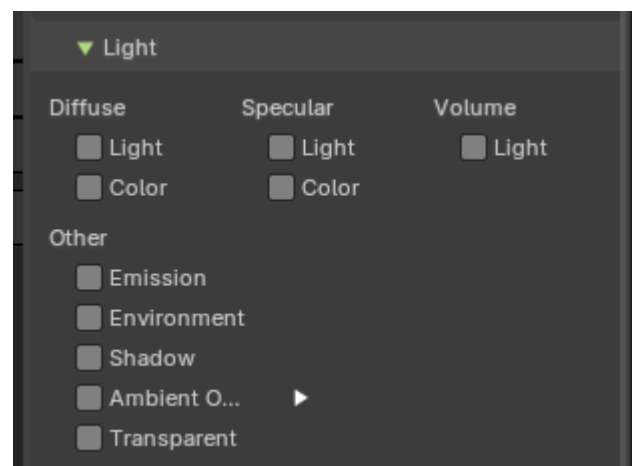 Light
Diffuse Specular Volume
Light Light Light
Color Color
Other
Emission
Environment
Shadow
Ambient O...
Transparent